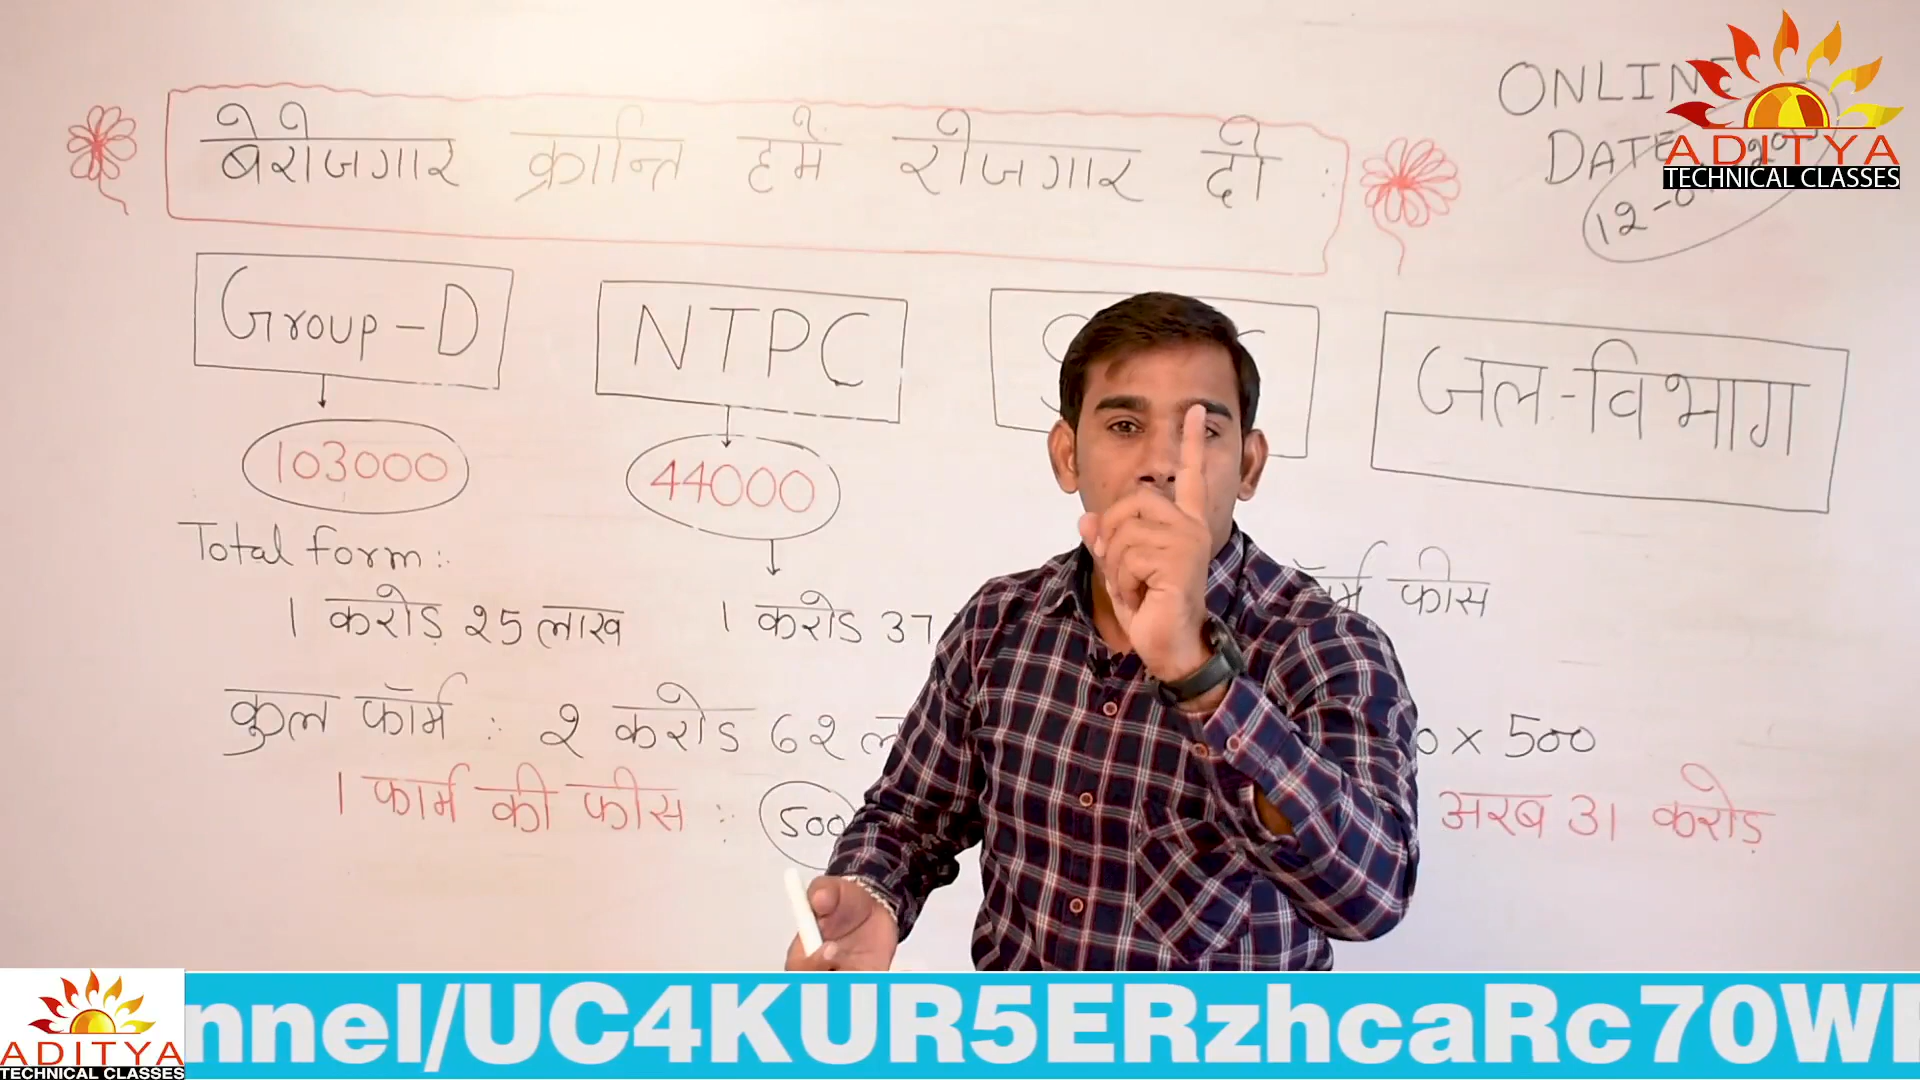 बेरोजगार क्रान्ति हमें रोजगार दो :
ONLINE
DATE
12-0
ADITYA
TECHNICAL CLASSES
Group-D
NTPC
जल-विभाग
103000
44000
Total form:
1 करोड़ 25 लाख
1 करोड 37
फीस
कुल फॉर्म : 2 करोड 62
0 x 500
1 फार्म की फीस : 500
अरब 31 करोड़
ADITYA
TECHNICAL CLASSES
nnel/UC4KUR5ERzhcaRc70W